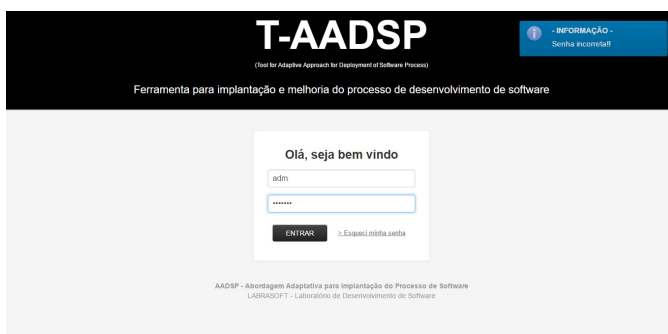 T-AADSP
(Tool for Adaptive Approach for Deployment of Software Process)
Ferramenta para implantação e melhoria do processo de desenvolvimento de software
- INFORMAÇÃO -
Senha incorreta!!
Olá, seja bem vindo
adm
•••••••
ENTRAR
> Esqueci minha senha
AADSP - Abordagem Adaptativa para implantação do Processo de Software
LABRASOFT - Laboratório de Desenvolvimento de Software